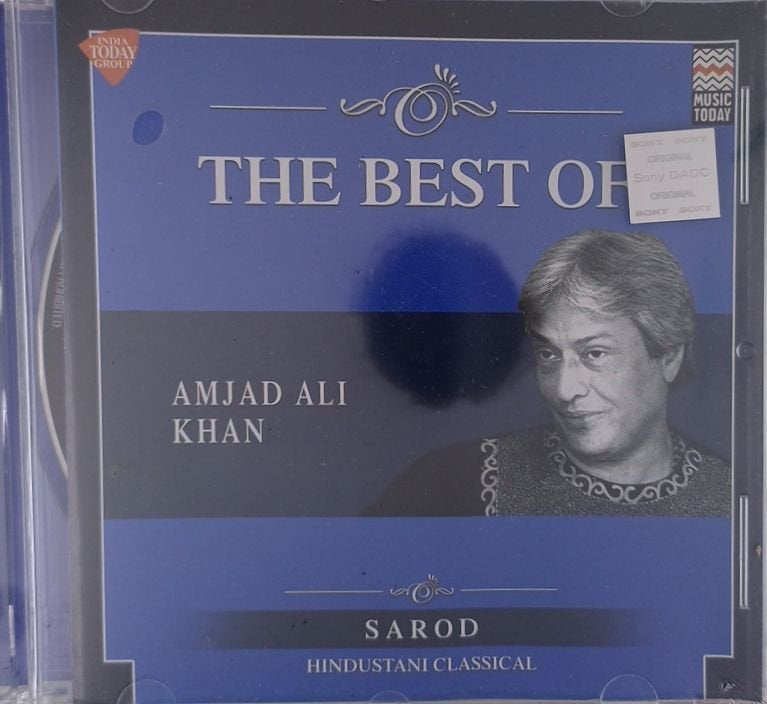 INDIA
TODAY
GROUP
MUSIC
TODAY
THE BEST OF
SONY SONY
ORIGINAL
Sony DADC
ORIGINAL
SONY SONY
AMJAD ALI
KHAN
SAROD
HINDUSTANI CLASSICAL